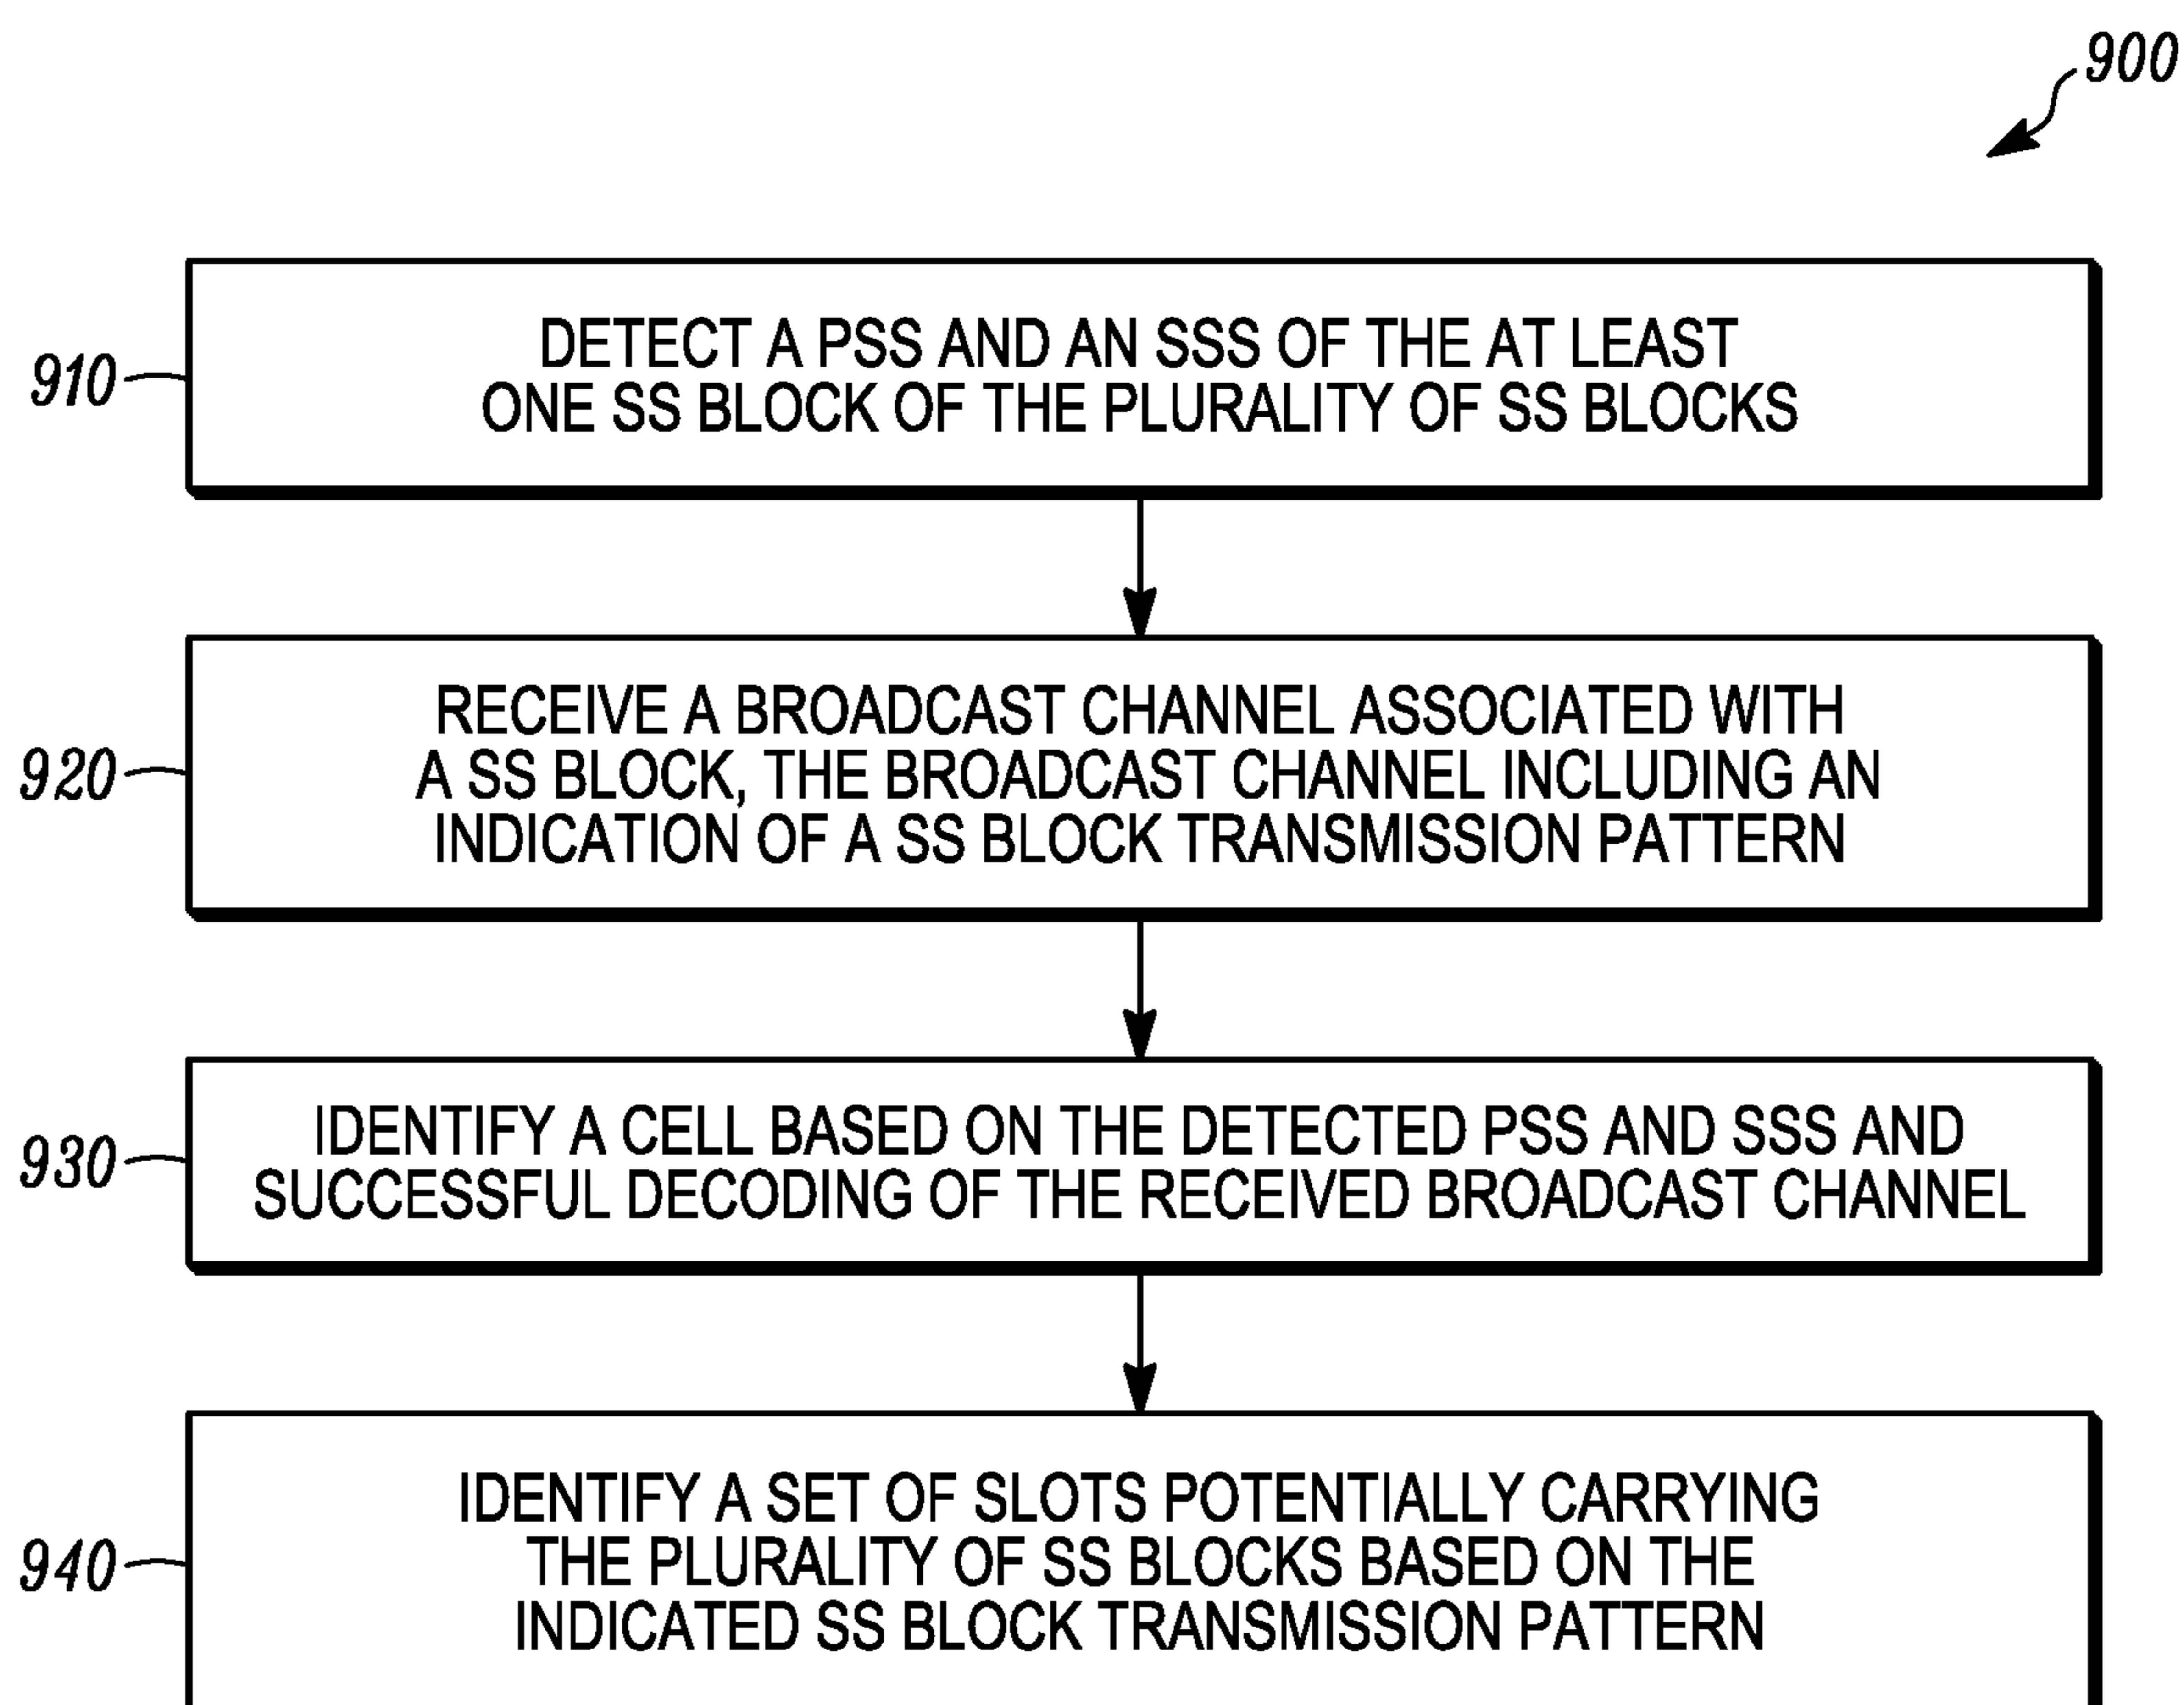 900
910
DETECT A PSS AND AN SSS OF THE AT LEAST
ONE SS BLOCK OF THE PLURALITY OF SS BLOCKS
920
RECEIVE A BROADCAST CHANNEL ASSOCIATED WITH
A SS BLOCK, THE BROADCAST CHANNEL INCLUDING AN
INDICATION OF A SS BLOCK TRANSMISSION PATTERN
930
IDENTIFY A CELL BASED ON THE DETECTED PSS AND SSS AND
SUCCESSFUL DECODING OF THE RECEIVED BROADCAST CHANNEL
940
IDENTIFY A SET OF SLOTS POTENTIALLY CARRYING
THE PLURALITY OF SS BLOCKS BASED ON THE
INDICATED SS BLOCK TRANSMISSION PATTERN